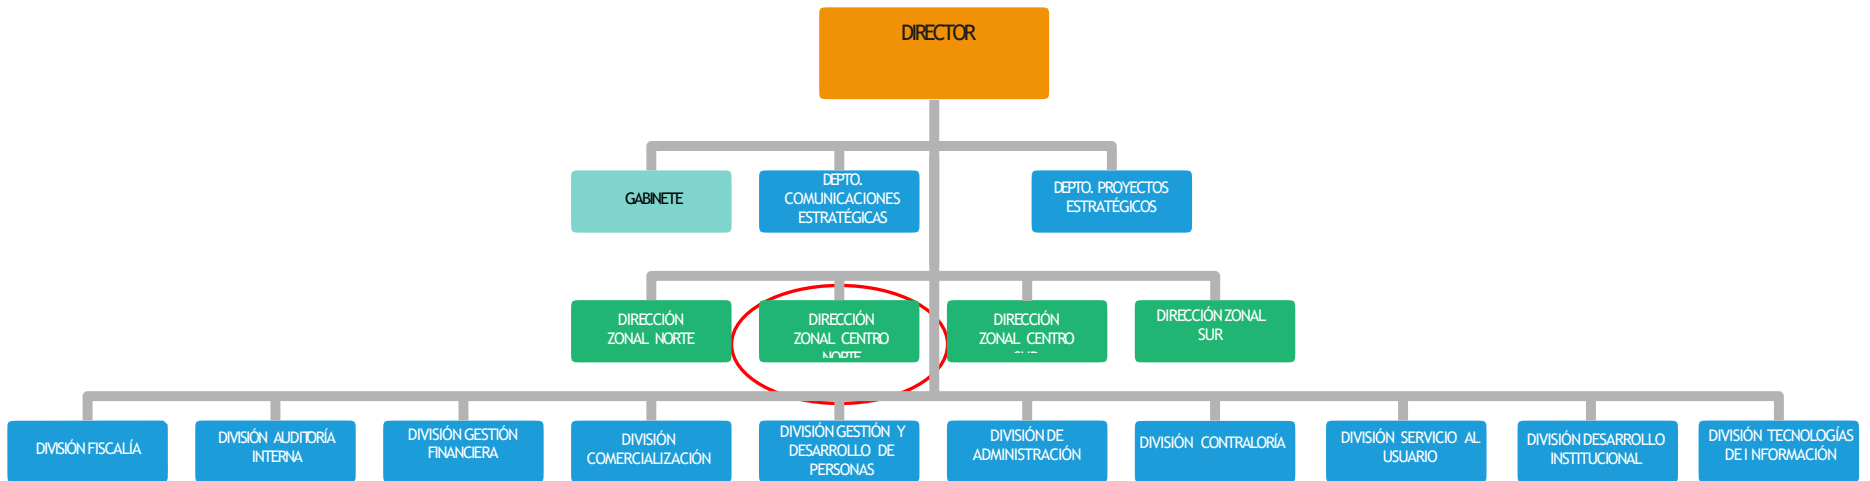 DIRECTOR
GABINETE
DEPTO.
COMUNICACIONES
ESTRATÉGICAS
DEPTO. PROYECTOS
ESTRATÉGICOS
DIRECCIÓN
ZONAL NORTE
DIRECCIÓN
ZONAL CENTRO
NORTE
DIRECCIÓN
ZONAL CENTRO
DIRECCIÓN ZONAL
SUR
DIVISIÓN FISCALÍA
DIVISIÓN AUDITORÍA
INTERNA
DIVISIÓN GESTIÓN
FINANCIERA
DIVISIÓN
COMERCIALIZACIÓN
DIVISIÓN GESTIÓN Y
DESARROLLO DE
PERSONAS
DIVISIÓN DE
ADMINISTRACIÓN
DIVISIÓN CONTRALORÍA
DIVISIÓN SERVICIO AL
USUARIO
DIVISIÓN DESARROLLO
INSTITUCIONAL
DIVISIÓN TECNOLOGÍAS
DE I NFORMACIÓN